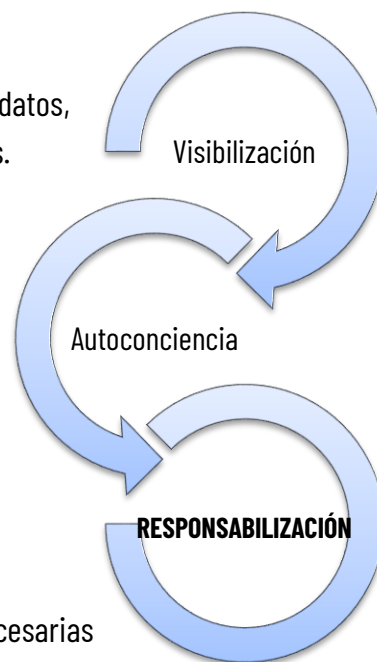 datos,
s.
Visibilización
Autoconciencia
RESPONSABILIZACIÓN
cesarias